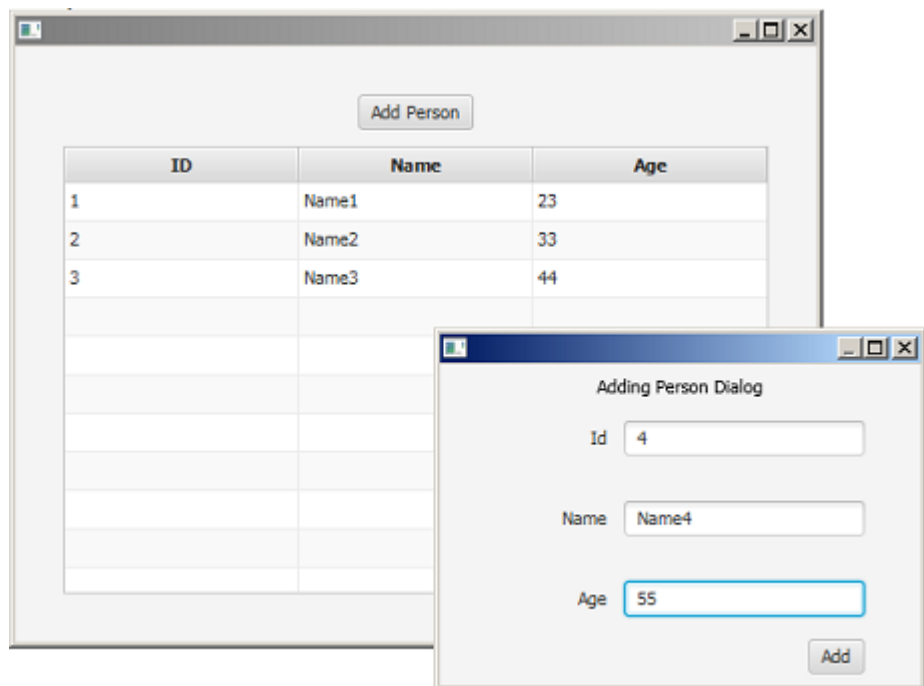 Add Person
ID Name Age
1 Name1 23
2 Name2 33
3 Name3 44
Adding Person Dialog
Id 4
Name Name4
Age 55
Add